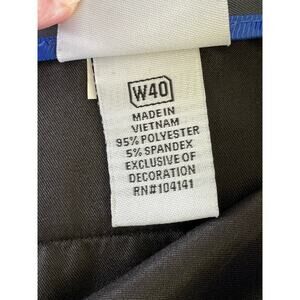 W40
MADE IN
VIETNAM
95% POLYESTER
5% SPANDEX
EXCLUSIVE OF
DECORATION
RN#104141